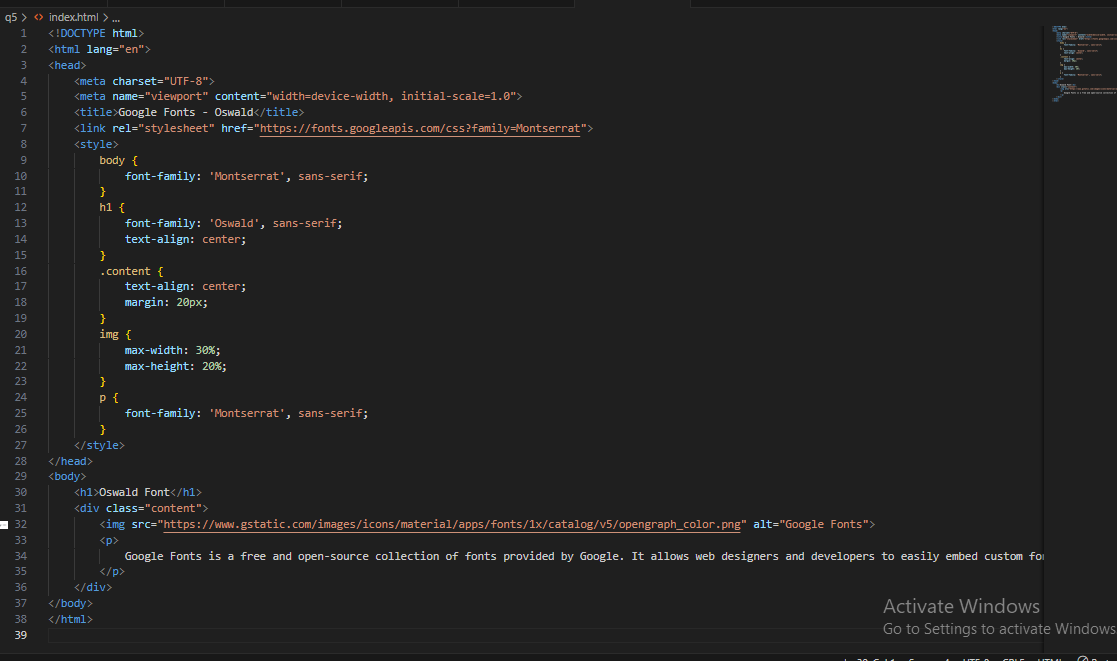 q5 > <> index.html > ...
1 <!DOCTYPE html>
2 <html lang="en">
3 <head>
4 <meta charset="UTF-8">
5 <meta name="viewport" content="width=device-width, initial-scale=1.0">
6 <title>Google Fonts - Oswald</title>
7 <link rel="stylesheet" href="https://fonts.googleapis.com/css?family=Montserrat">
8 <style>
9 body {
10 font-family: 'Montserrat', sans-serif;
11 }
12 h1 {
13 font-family: 'Oswald', sans-serif;
14 text-align: center;
15 }
16 .content {
17 text-align: center;
18 margin: 20px;
19 }
20 img {
21 max-width: 30%;
22 max-height: 20%;
23 }
24 p {
25 font-family: 'Montserrat', sans-serif;
26 }
27 </style>
28 </head>
29 <body>
30 <h1>Oswald Font</h1>
31 <div class="content">
32 <img src="https://www.gstatic.com/images/icons/material/apps/fonts/1x/catalog/v5/opengraph_color.png" alt="Google Fonts">
33 <p>
34 Google Fonts is a free and open-source collection of fonts provided by Google. It allows web designers and developers to easily embed custom fo
35 </p>
36 </div>
37 </body>
38 </html>
39
Activate Windows
Go to Settings to activate Windows